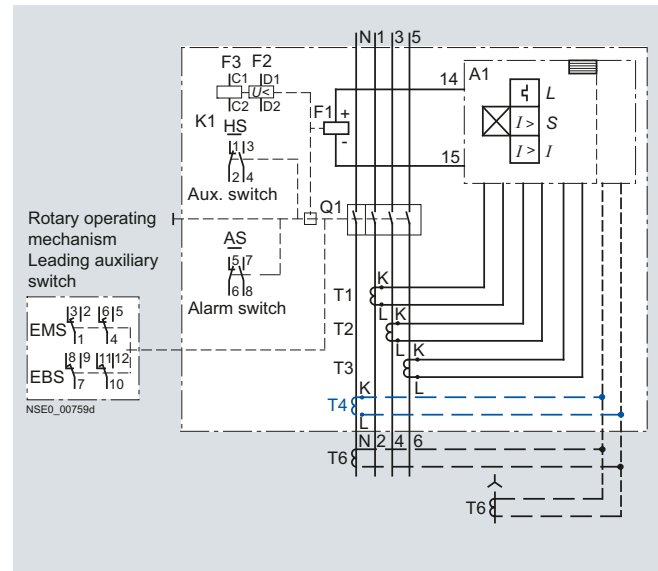 N 1 3 5
F3 F2
C1 D1
U<
C2 D2
K1
HS
1 3
2 4
Aux. switch
F1 +
-
14
15
A1
L
I > S
I > I
Q1
Rotary operating
mechanism
Leading auxiliary
switch
AS
5 7
6 8
Alarm switch
3 2 6 5
EMS
1 4
8 9 11 12
EBS
7 10
NSE0_00759d
T1 K
L
T2 K
L
T3 K
L
T4 K
L
N 2 4 6
T6
T6